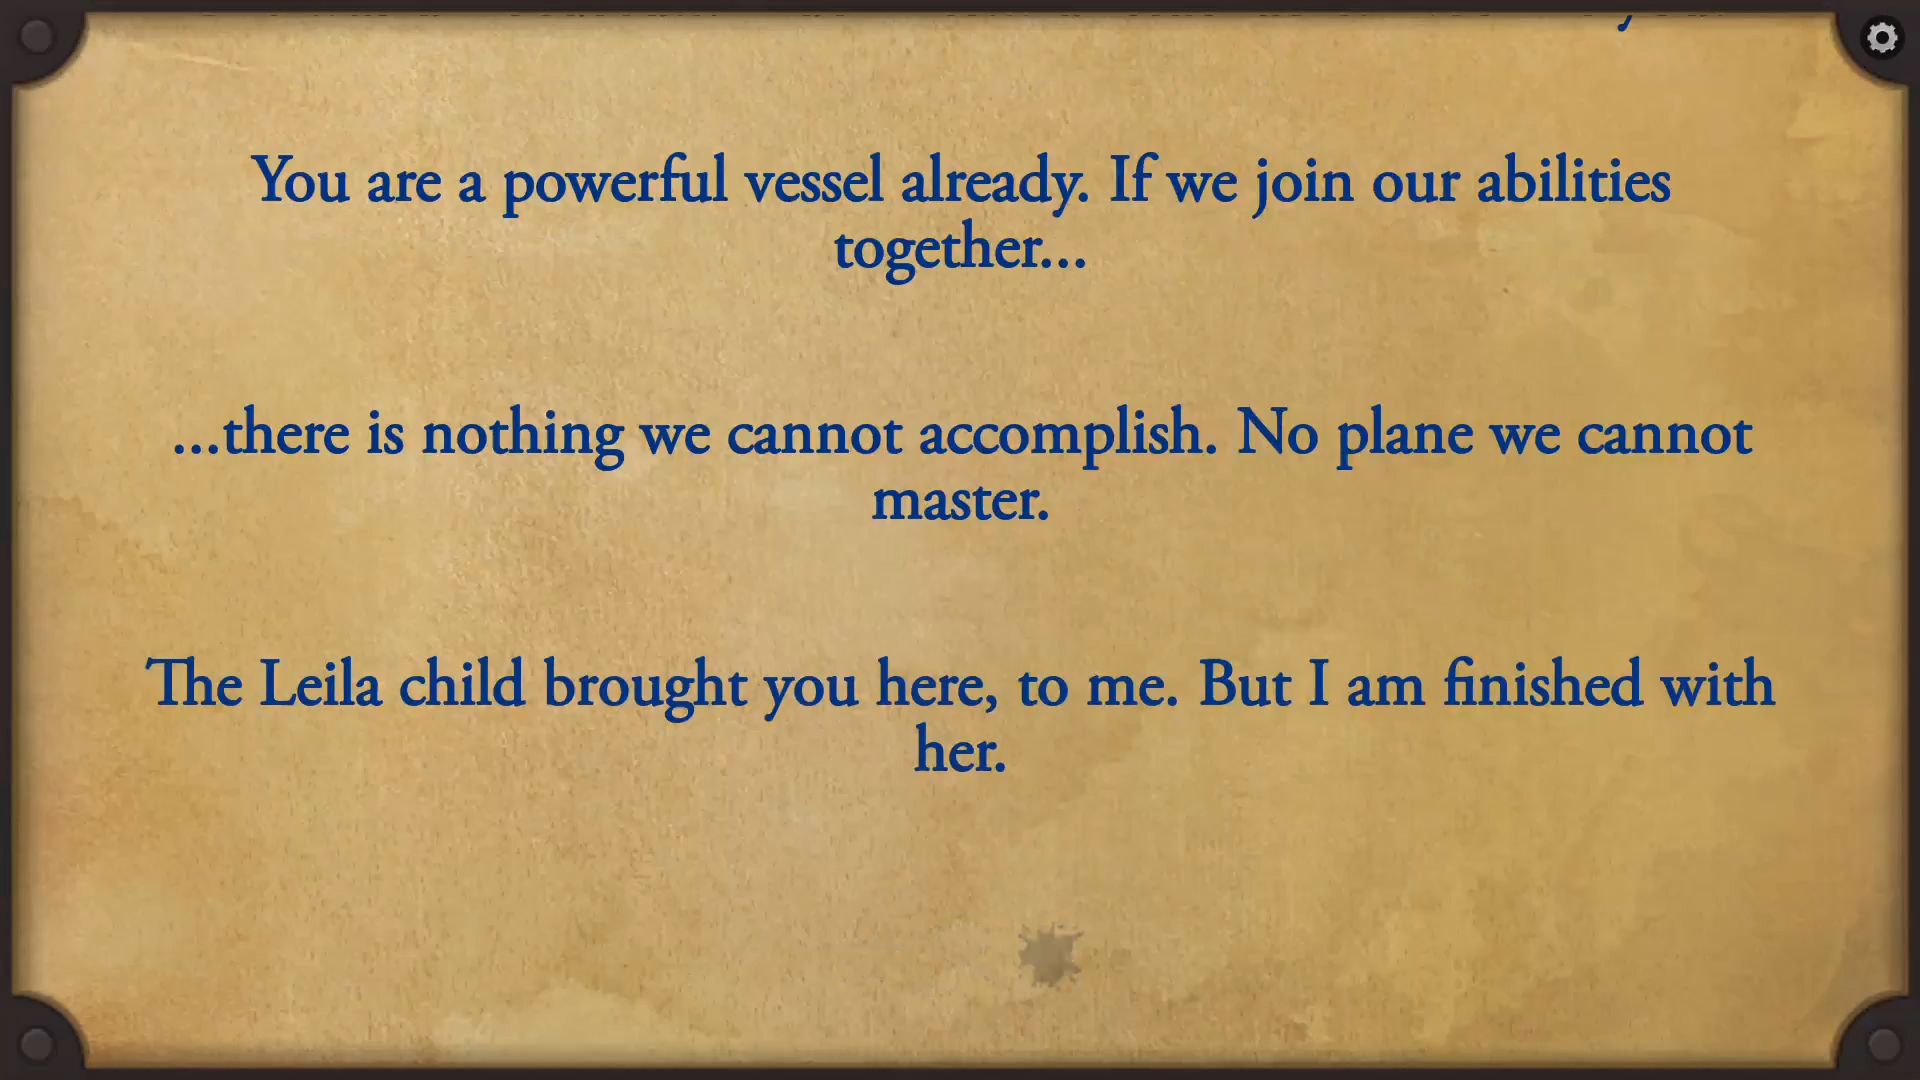 You are a powerful vessel already. If we join our abilities
together...
...there is nothing we cannot accomplish. No plane we cannot
master.
The Leila child brought you here, to me. But I am finished with
her.